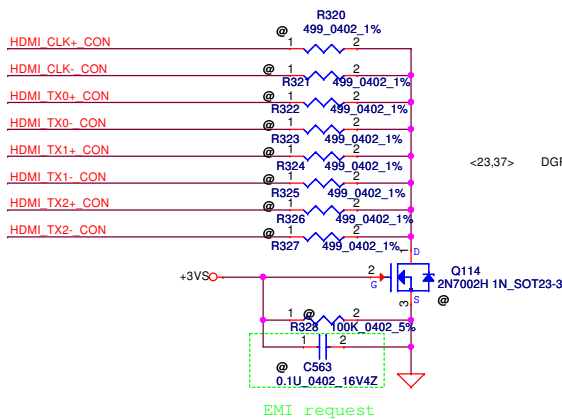 R320
@ 499_0402_1%
HDMI_CLK+_CON 1 2
HDMI_CLK-_CON @ 1 2
R321 499_0402_1%
HDMI_TX0+_CON @ 1 2
R322 499_0402_1%
HDMI_TX0-_CON @ 1 2
R323 499_0402_1%
HDMI_TX1+_CON @ 1 2
R324 499_0402_1%
<23,37> DGP
HDMI_TX1-_CON @ 1 2
R325 499_0402_1%
HDMI_TX2+_CON @ 1 2
R326 499_0402_1%
HDMI_TX2-_CON @ 1 2
R327 499_0402_1%
1 D
+3VS 2 G
Q114
2N7002H 1N_SOT23-3
3 S @
@ 1 2
R328 100K_0402_5%
1 2
@ C563
0.1U_0402_16V4Z
EMI request